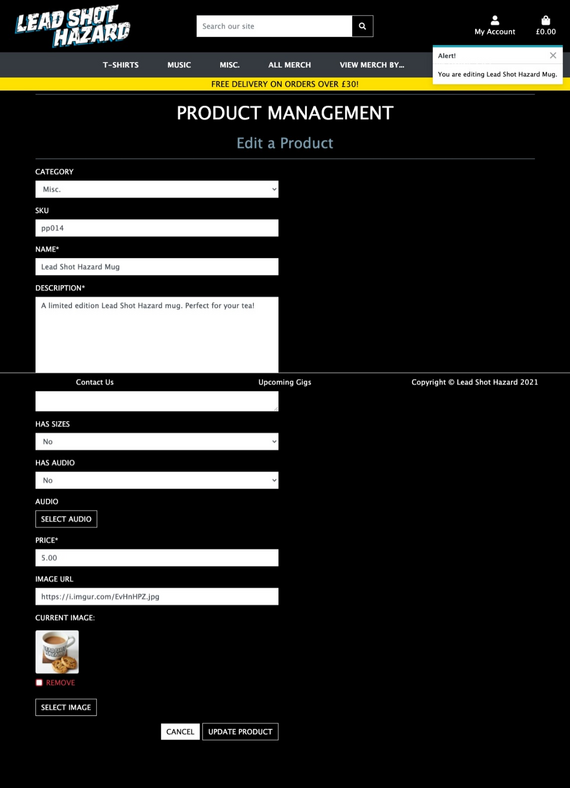 LEAD SHOT
HAZARD
Search our site
My Account
£0.00
T-SHIRTS
MUSIC
MISC.
ALL MERCH
VIEW MERCH BY...
Alert!
You are editing Lead Shot Hazard Mug.
FREE DELIVERY ON ORDERS OVER £30!
PRODUCT MANAGEMENT
Edit a Product
CATEGORY
Misc.
SKU
pp014
NAME*
Lead Shot Hazard Mug
DESCRIPTION*
A limited edition Lead Shot Hazard mug. Perfect for your tea!
Contact Us
Upcoming Gigs
Copyright © Lead Shot Hazard 2021
HAS SIZES
No
HAS AUDIO
No
AUDIO
SELECT AUDIO
PRICE*
5.00
IMAGE URL
https://i.imgur.com/EvHnHPZ.jpg
CURRENT IMAGE:
REMOVE
SELECT IMAGE
CANCEL
UPDATE PRODUCT